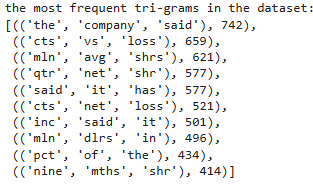 the most frequent tri-grams in the dataset:
[(('the', 'company', 'said'), 742),
(('cts', 'vs', 'loss'), 659),
(('mln', 'avg', 'shrs'), 621),
(('qtr', 'net', 'shr'), 577),
(('said', 'it', 'has'), 577),
(('cts', 'net', 'loss'), 521),
(('inc', 'said', 'it'), 501),
(('mln', 'dlrs', 'in'), 496),
(('pct', 'of', 'the'), 434),
(('nine', 'mths', 'shr'), 414)]